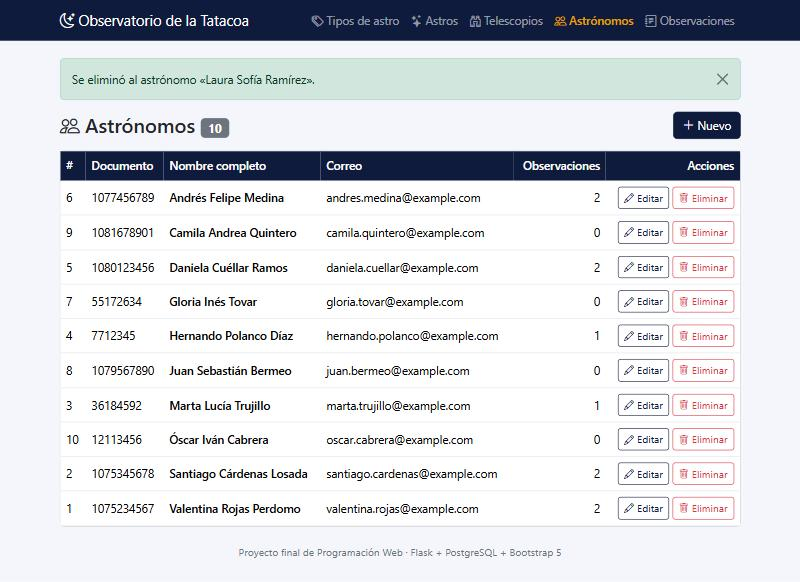 Observatorio de la Tatacoa Tipos de astro Astros Telescopios Astrónomos Observaciones
Se eliminó al astrónomo «Laura Sofía Ramírez».
Astrónomos 10 + Nuevo
# Documento Nombre completo Correo Observaciones Acciones
6 1077456789 Andrés Felipe Medina andres.medina@example.com 2 Editar Eliminar
9 1081678901 Camila Andrea Quintero camila.quintero@example.com 0 Editar Eliminar
5 1080123456 Daniela Cuéllar Ramos daniela.cuellar@example.com 2 Editar Eliminar
7 55172634 Gloria Inés Tovar gloria.tovar@example.com 0 Editar Eliminar
4 7712345 Hernando Polanco Díaz hernando.polanco@example.com 1 Editar Eliminar
8 1079567890 Juan Sebastián Bermeo juan.bermeo@example.com 0 Editar Eliminar
3 36184592 Marta Lucía Trujillo marta.trujillo@example.com 1 Editar Eliminar
10 12113456 Óscar Iván Cabrera oscar.cabrera@example.com 0 Editar Eliminar
2 1075345678 Santiago Cárdenas Losada santiago.cardenas@example.com 2 Editar Eliminar
1 1075234567 Valentina Rojas Perdomo valentina.rojas@example.com 2 Editar Eliminar
Proyecto final de Programación Web · Flask + PostgreSQL + Bootstrap 5